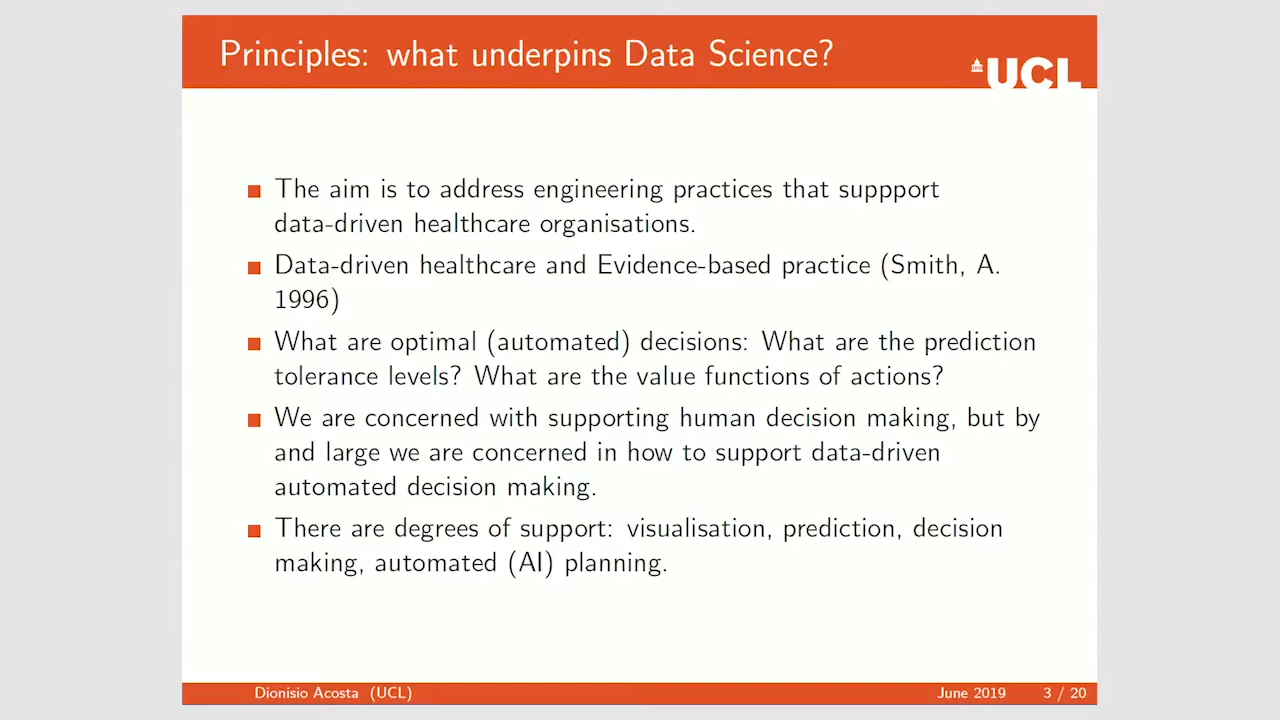 Principles: what underpins Data Science?
UCL
The aim is to address engineering practices that suppport
data-driven healthcare organisations.
Data-driven healthcare and Evidence-based practice (Smith, A.
1996)
What are optimal (automated) decisions: What are the prediction
tolerance levels? What are the value functions of actions?
We are concerned with supporting human decision making, but by
and large we are concerned in how to support data-driven
automated decision making.
There are degrees of support: visualisation, prediction, decision
making, automated (AI) planning.
Dionisio Acosta (UCL) June 2019 3 / 20